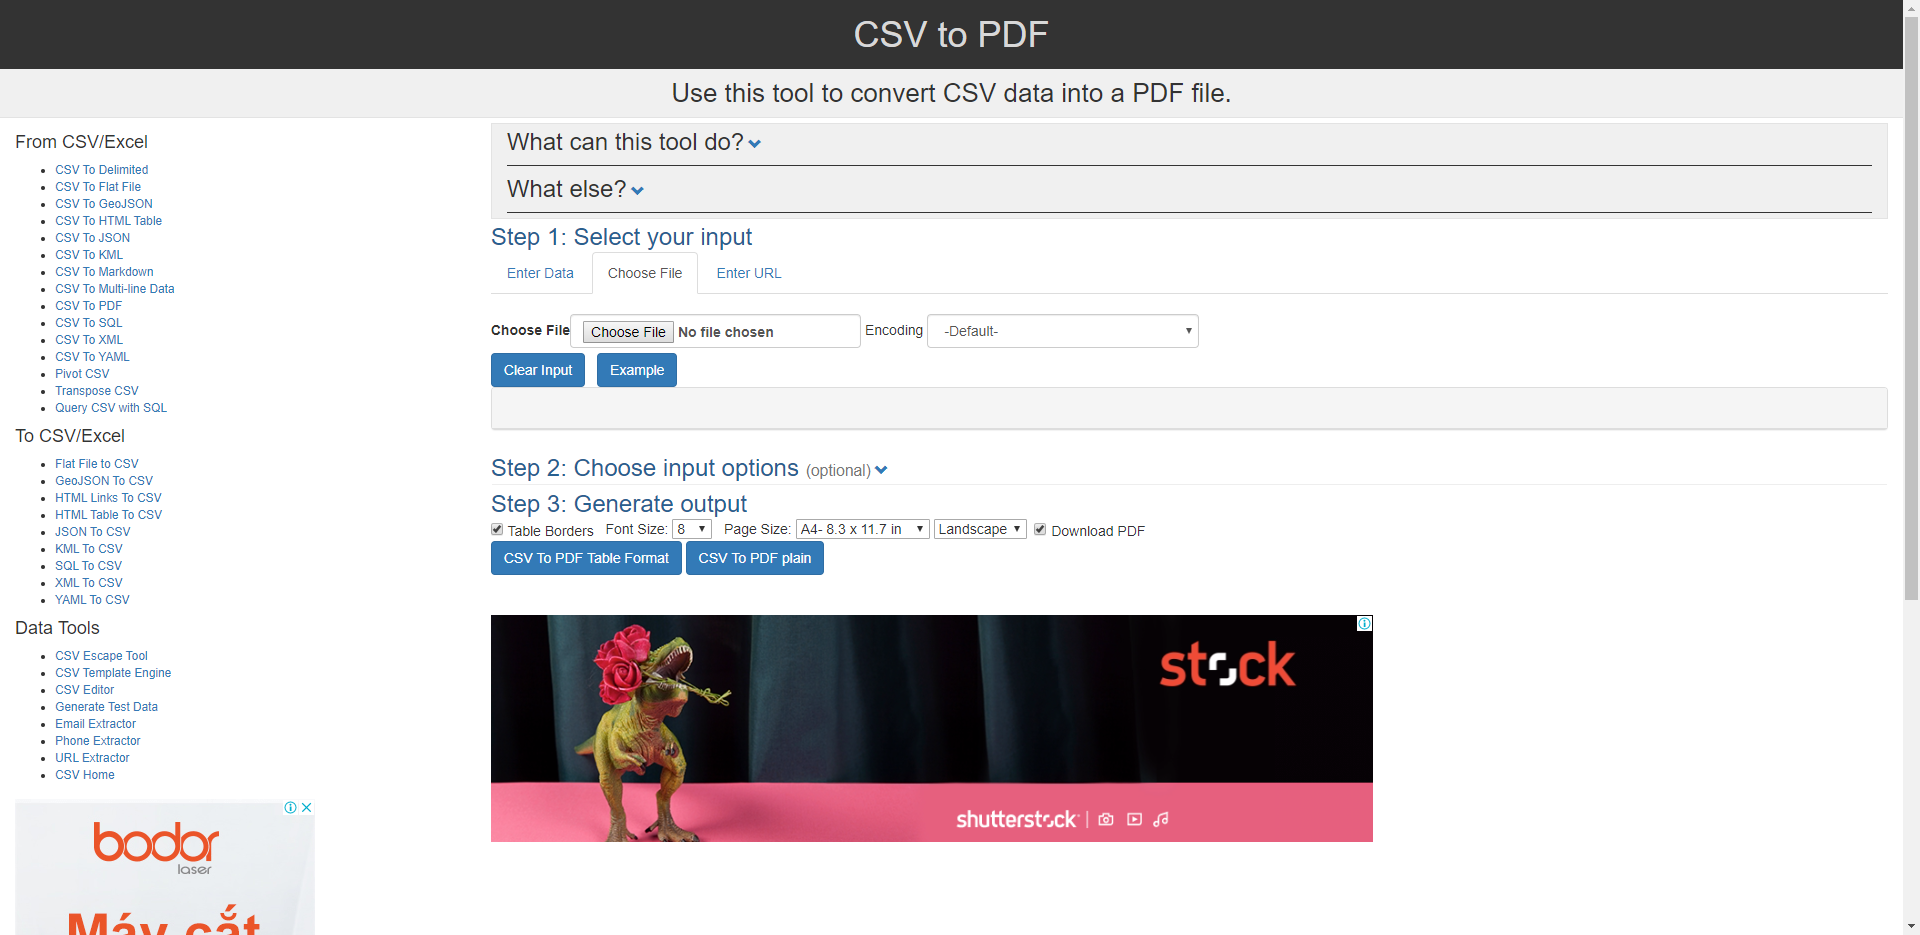 CSV to PDF
Use this tool to convert CSV data into a PDF file.
From CSV/Excel
CSV To Delimited
CSV To Flat File
CSV To GeoJSON
CSV To HTML Table
CSV To JSON
CSV To KML
CSV To Markdown
CSV To Multi-line Data
CSV To PDF
CSV To SQL
CSV To XML
CSV To YAML
Pivot CSV
Transpose CSV
Query CSV with SQL
To CSV/Excel
Flat File to CSV
GeoJSON To CSV
HTML Links To CSV
HTML Table To CSV
JSON To CSV
KML To CSV
SQL To CSV
XML To CSV
YAML To CSV
Data Tools
CSV Escape Tool
CSV Template Engine
CSV Editor
Generate Test Data
Email Extractor
Phone Extractor
URL Extractor
CSV Home
bodor
laser
Máy cắt
What can this tool do?
What else?
Step 1: Select your input
Enter Data Choose File Enter URL
Choose File Choose File No file chosen Encoding -Default-
Clear Input Example
Step 2: Choose input options (optional)
Step 3: Generate output
Table Borders Font Size: 8 Page Size: A4- 8.3 x 11.7 in Landscape Download PDF
CSV To PDF Table Format CSV To PDF plain
stock
shutterstock